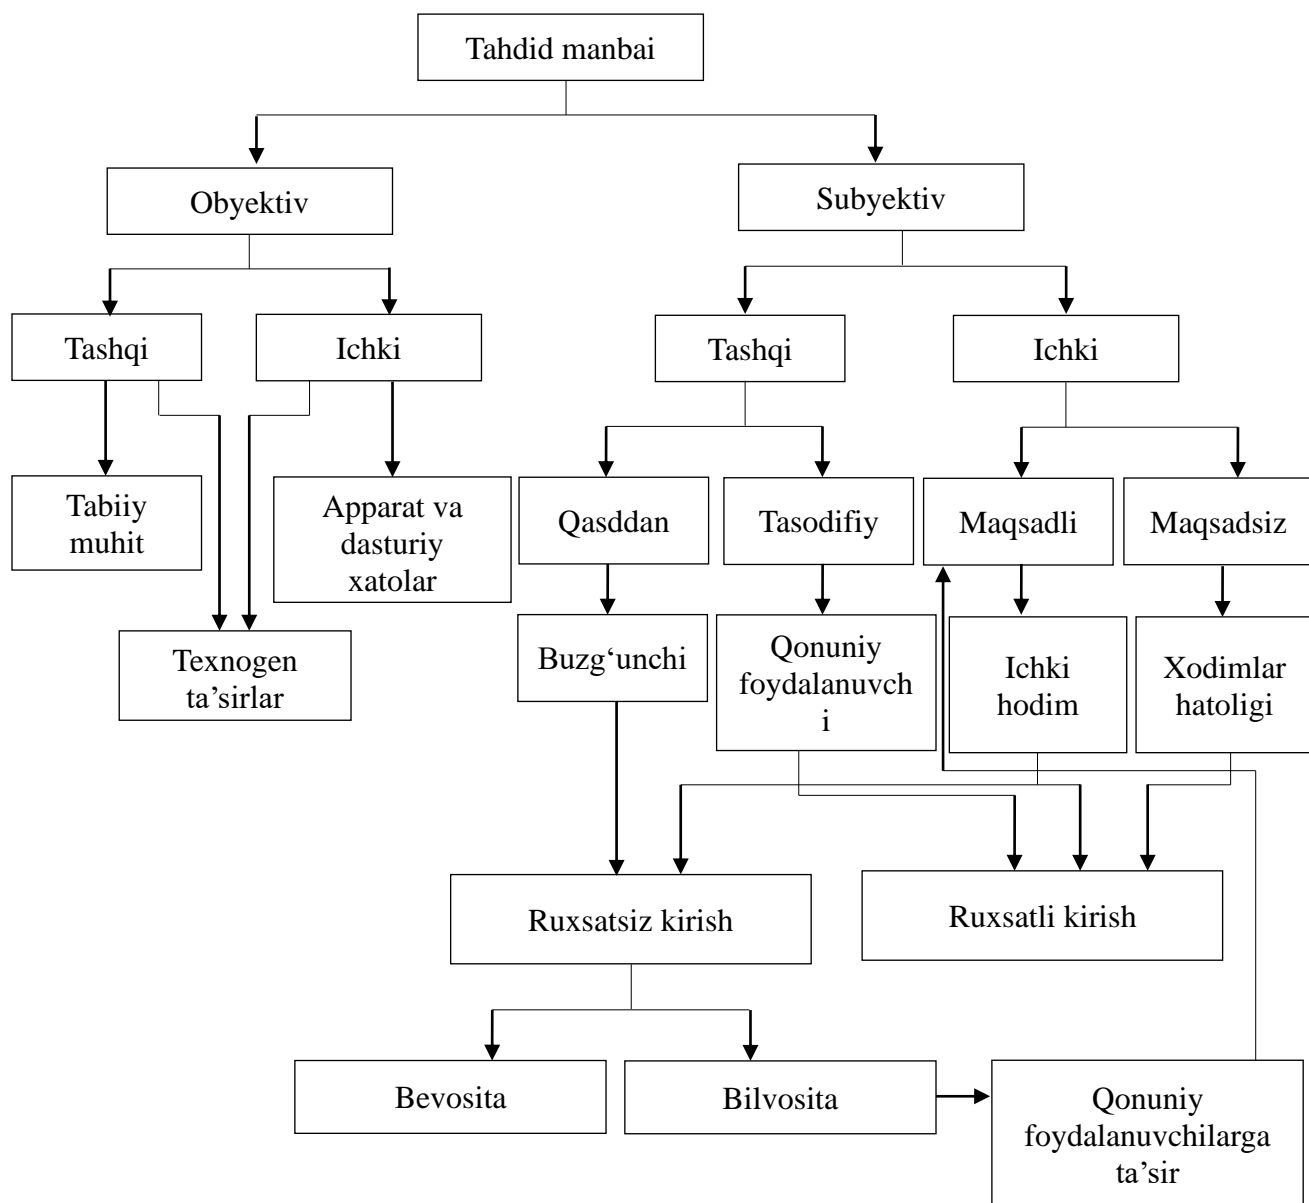 Tahdid manbai
Obyektiv
Subyektiv
Tashqi
Ichki
Tashqi
Ichki
Tabiiy
muhit
Apparat va
dasturiy
xatolar
Qasddan
Tasodifiy
Maqsadli
Maqsadsiz
Texnogen
ta’sirlar
Buzg‘unchi
Qonuniy
foydalanuvch
i
Ichki
hodim
Xodimlar
hatoligi
Ruxsatsiz kirish
Ruxsatli kirish
Bevosita
Bilvosita
Qonuniy
foydalanuvchilarga
ta’sir